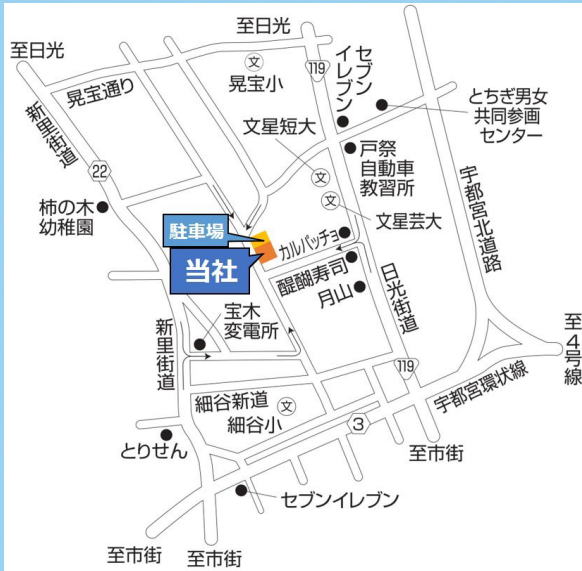 至日光
至日光
119
セブン
イレブン
文
晃宝小
晃宝通り
とちぎ男女
共同参画
センター
新里街道
22
文星短大
文
戸祭
自動車
教習所
文
文星芸大
宇都宮北道路
柿の木
幼稚園
駐車場
当社
カルパッチョ
醍醐寿司
月山
日光街道
宝木
変電所
新里街道
至4号線
119
宇都宮環状線
細谷新道
文
細谷小
3
とりせん
至市街
セブンイレブン
至市街
至市街